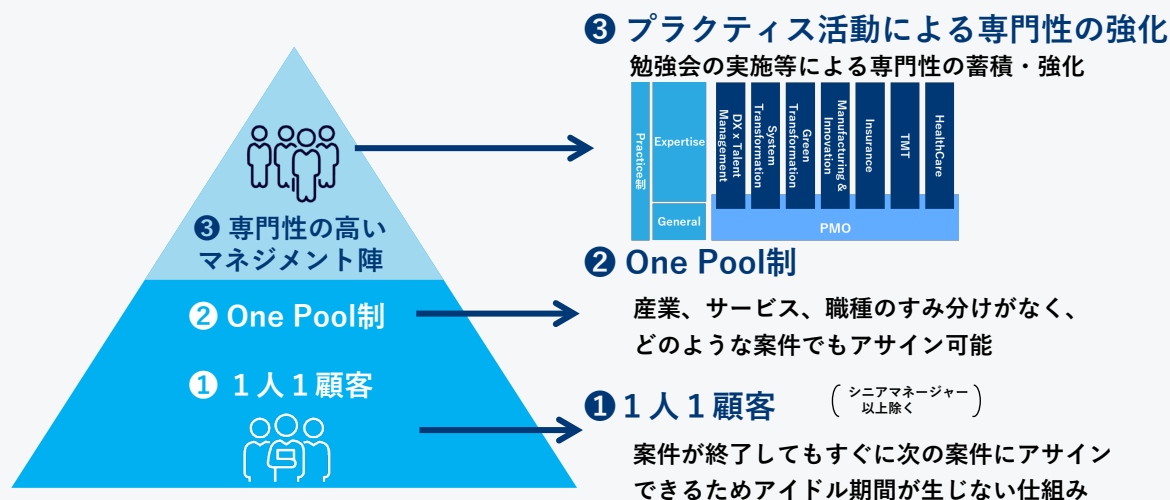 ❸ プラクティス活動による専門性の強化
勉強会の実施等による専門性の蓄積・強化
Practice制
Expertise
General
DX x Talent
Management
System
Transformation
Green
Transformation
Manufacturing &
Innovation
Insurance
TMT
HealthCare
PMO
❸ 専門性の高い
マネジメント陣
❷ One Pool制
❶ １人１顧客
❷ One Pool制
産業、サービス、職種のすみ分けがなく、
どのような案件でもアサイン可能
❶１人１顧客
（シニアマネージャー
以上除く）
案件が終了してもすぐに次の案件にアサイン
できるためアイドル期間が生じない仕組み